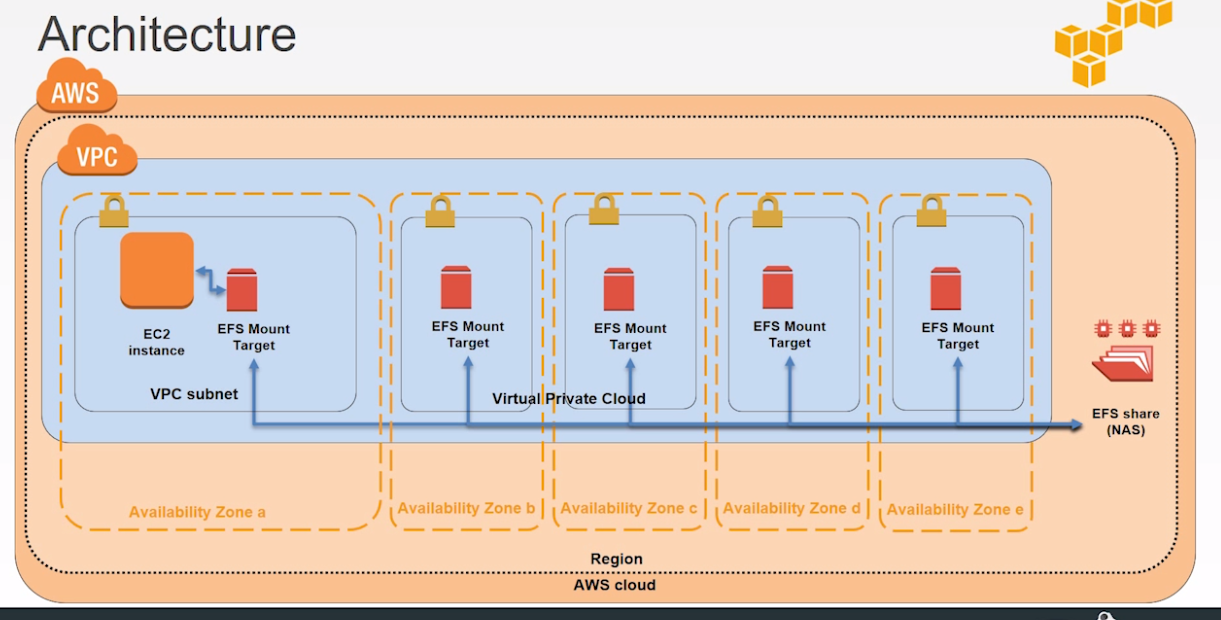 Architecture
AWS
VPC
EC2
instance
EFS Mount
Target
EFS Mount
Target
EFS Mount
Target
EFS Mount
Target
EFS Mount
Target
VPC subnet
Virtual Private Cloud
EFS share
(NAS)
Availability Zone a
Availability Zone b
Availability Zone c
Availability Zone d
Availability Zone e
Region
AWS cloud